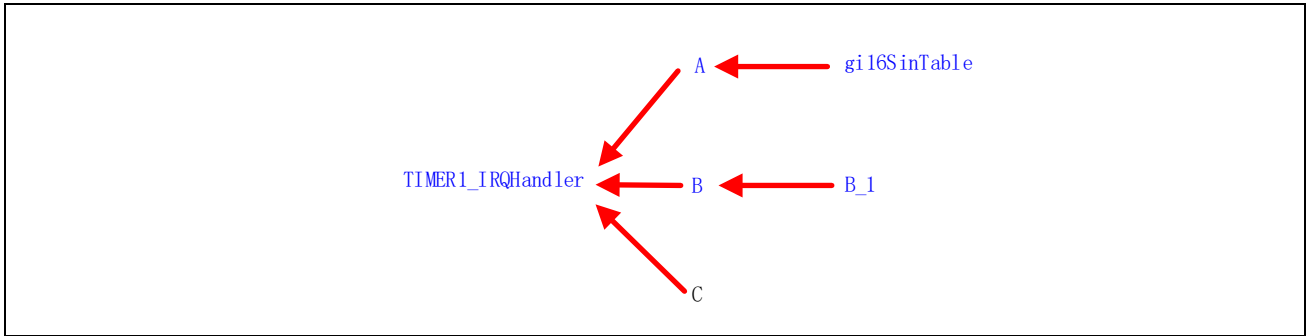 A
gi16SinTable
TIMER1_IRQHandler
B
B_1
C